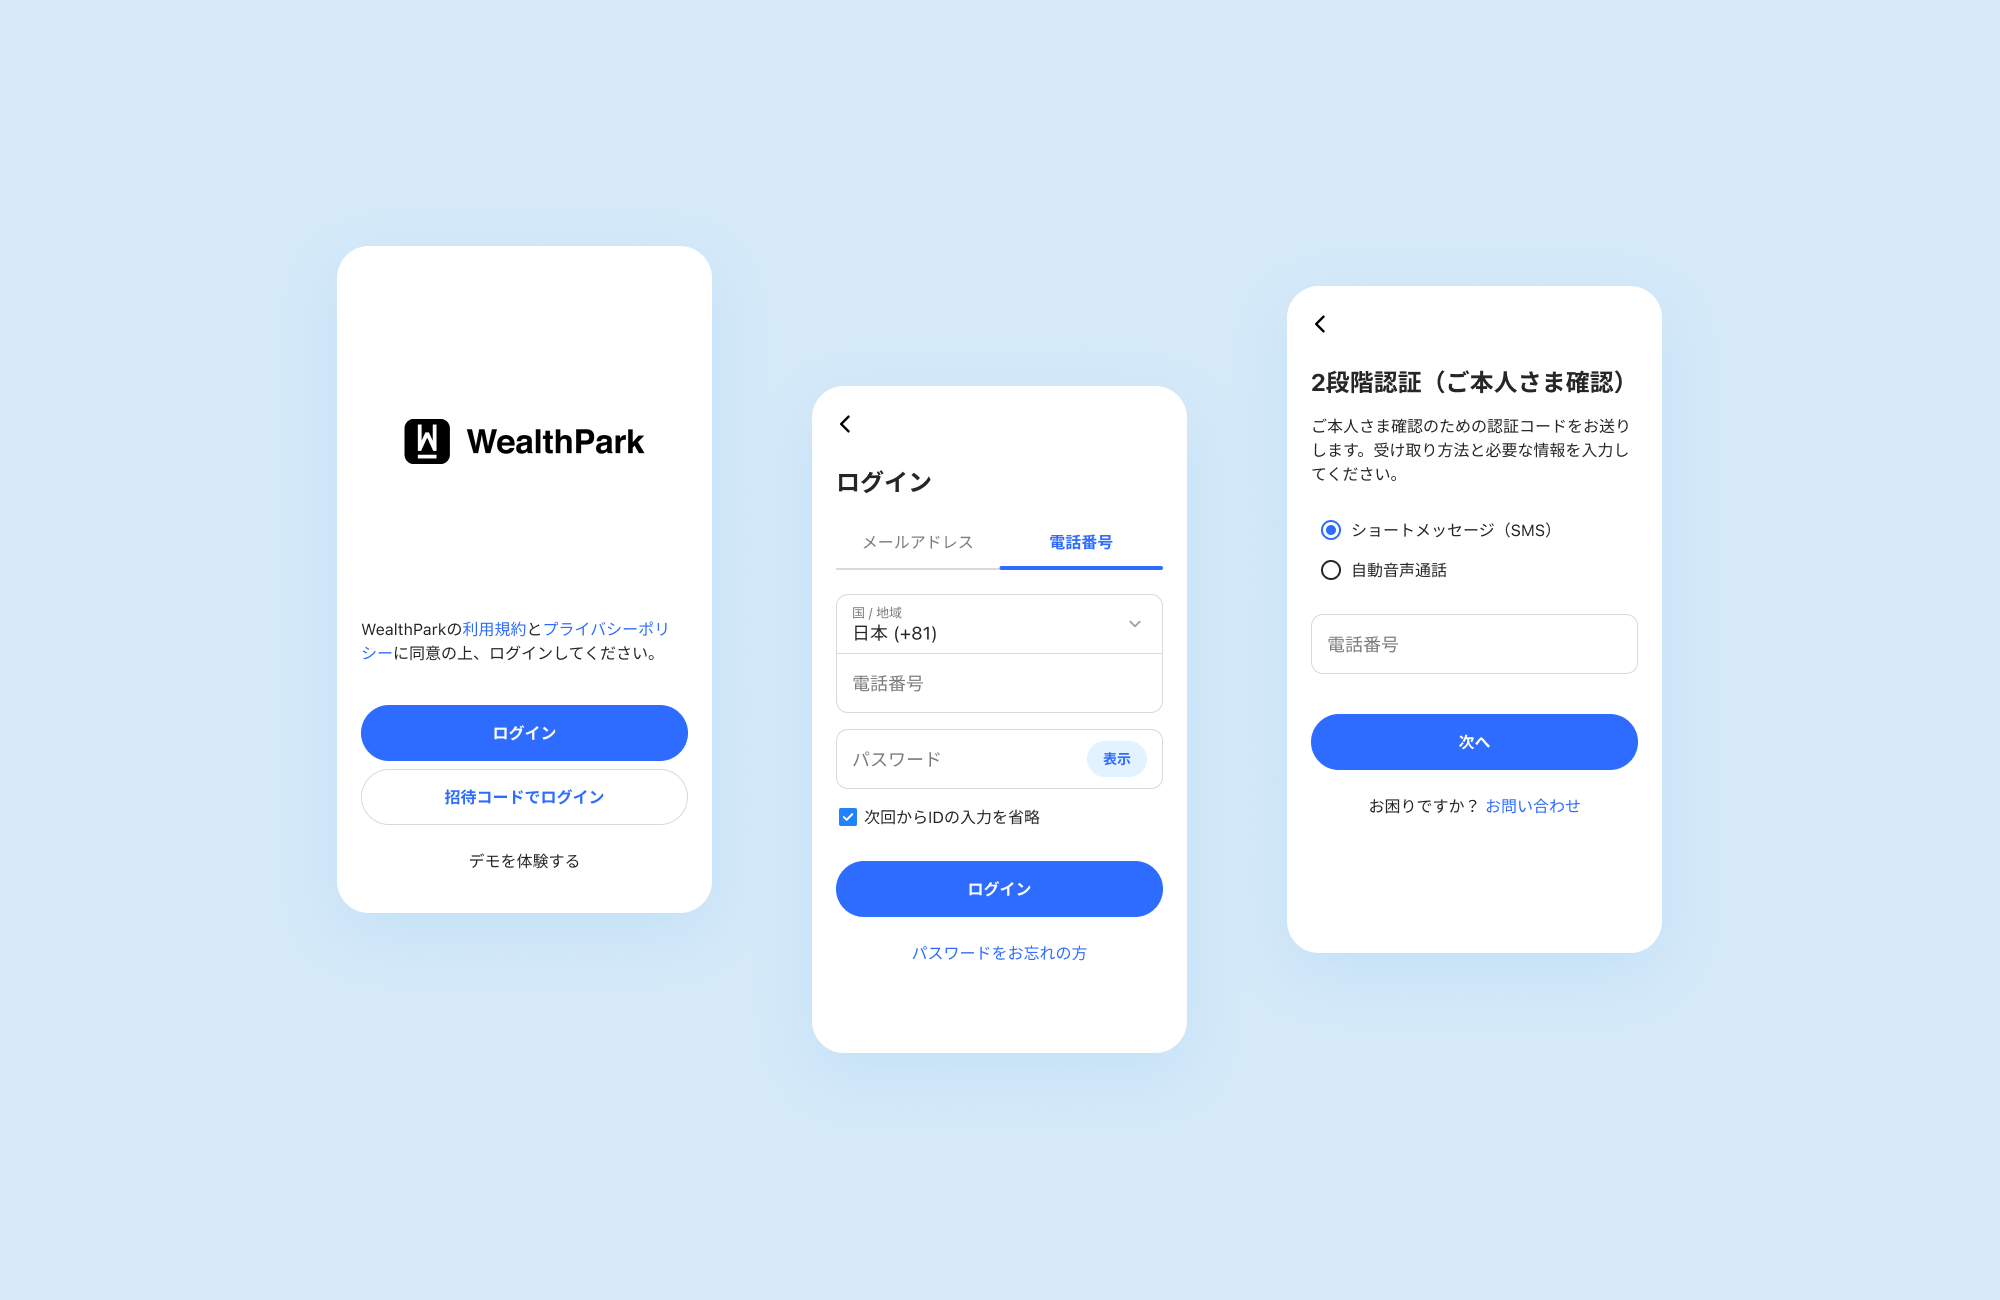 WealthPark
WealthParkの利用規約とプライバシーポリ
シーに同意の上、ログインしてください。
ログイン
招待コードでログイン
デモを体験する
ログイン
メールアドレス
電話番号
国 / 地域
日本 (+81)
電話番号
パスワード
表示
次回からIDの入力を省略
ログイン
パスワードをお忘れの方
2段階認証（ご本人さま確認）
ご本人さま確認のための認証コードをお送り
します。受け取り方法と必要な情報を入力し
てください。
ショートメッセージ（SMS）
自動音声通話
電話番号
次へ
お困りですか？ お問い合わせ